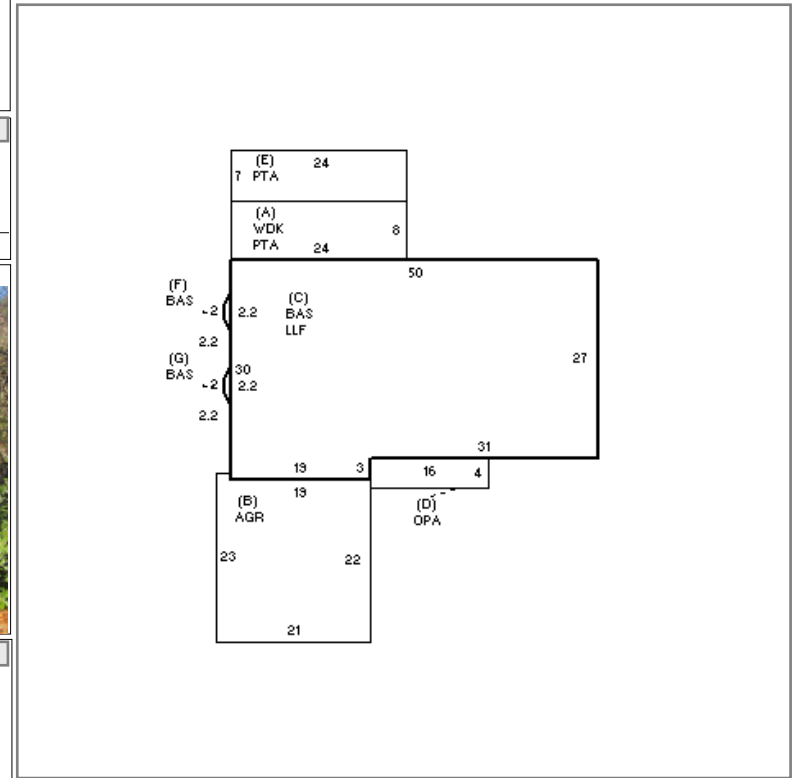 (E) 24
7 PTA
(A)
WDK 8
PTA 24
50
(F)
BAS
-2 2.2
2.2
(C)
BAS
LLF
(G)
BAS
30
-2 2.2
2.2
27
31
19 3 16 4
19
(B)
AGR
(D)
OPA
23 22
21